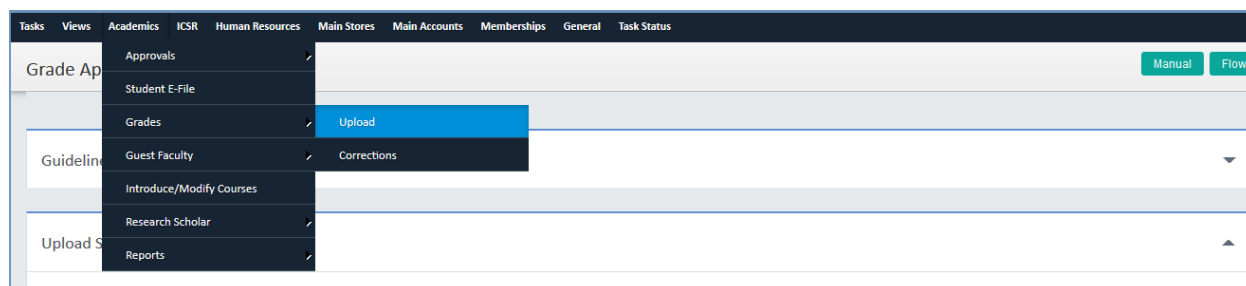 Tasks Views Academics ICSR Human Resources Main Stores Main Accounts Memberships General Task Status
Grade Ap
Manual Flow
Approvals
Student E-File
Grades
Upload
Guideline
Guest Faculty
Corrections
Introduce/Modify Courses
Research Scholar
Upload S
Reports